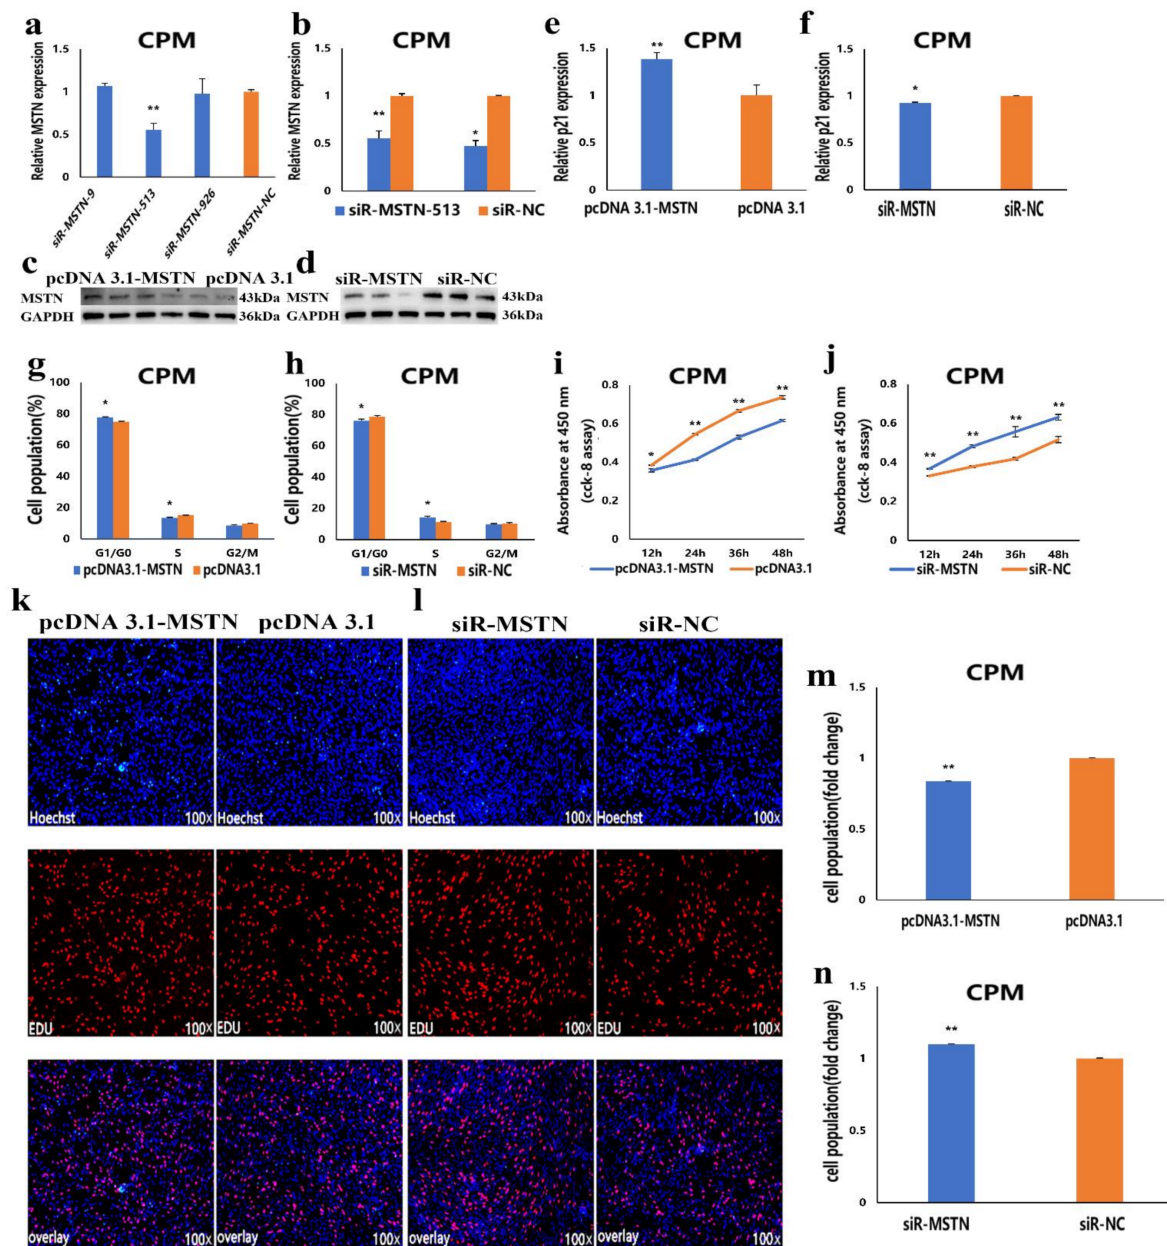 a
CPM
Relative MSTN expression
1.5
1
0.5
0
**
siR-MSTN-9
siR-MSTN-513
siR-MSTN-926
siR-MSTN-NC
b
CPM
Relative MSTN expression
1.5
1
0.5
0
**
*
siR-MSTN-513
siR-NC
e
CPM
Relative p21 expression
1.5
1
0.5
0
**
pcDNA 3.1-MSTN
pcDNA 3.1
f
CPM
Relative p21 expression
1.5
1
0.5
0
*
siR-MSTN
siR-NC
c
pcDNA 3.1-MSTN pcDNA 3.1
MSTN 43kDa
GAPDH 36kDa
d
siR-MSTN siR-NC
MSTN 43kDa
GAPDH 36kDa
g
CPM
Cell population(%)
100
80
60
40
20
0
*
*
G1/G0 S G2/M
pcDNA3.1-MSTN
pcDNA3.1
h
CPM
Cell population(%)
100
80
60
40
20
0
*
*
G1/G0 S G2/M
siR-MSTN
siR-NC
i
CPM
Absorbance at 450 nm
(cck-8 assay)
0.8
0.6
0.4
0.2
0
*
**
**
**
12h 24h 36h 48h
pcDNA3.1-MSTN
pcDNA3.1
j
CPM
Absorbance at 450 nm
(cck-8 assay)
0.8
0.6
0.4
0.2
0
**
**
**
**
12h 24h 36h 48h
siR-MSTN
siR-NC
k
pcDNA 3.1-MSTN pcDNA 3.1
l
siR-MSTN siR-NC
Hoechst 100x
Hoechst 100x
Hoechst 100x
Hoechst 100x
EDU 100x
EDU 100x
EDU 100x
EDU 100x
overlay 100x
overlay 100x
overlay 100x
overlay 100x
m
CPM
cell population(fold change)
1.5
1
0.5
0
**
pcDNA3.1-MSTN
pcDNA3.1
n
CPM
cell population(fold change)
1.5
1
0.5
0
**
siR-MSTN
siR-NC